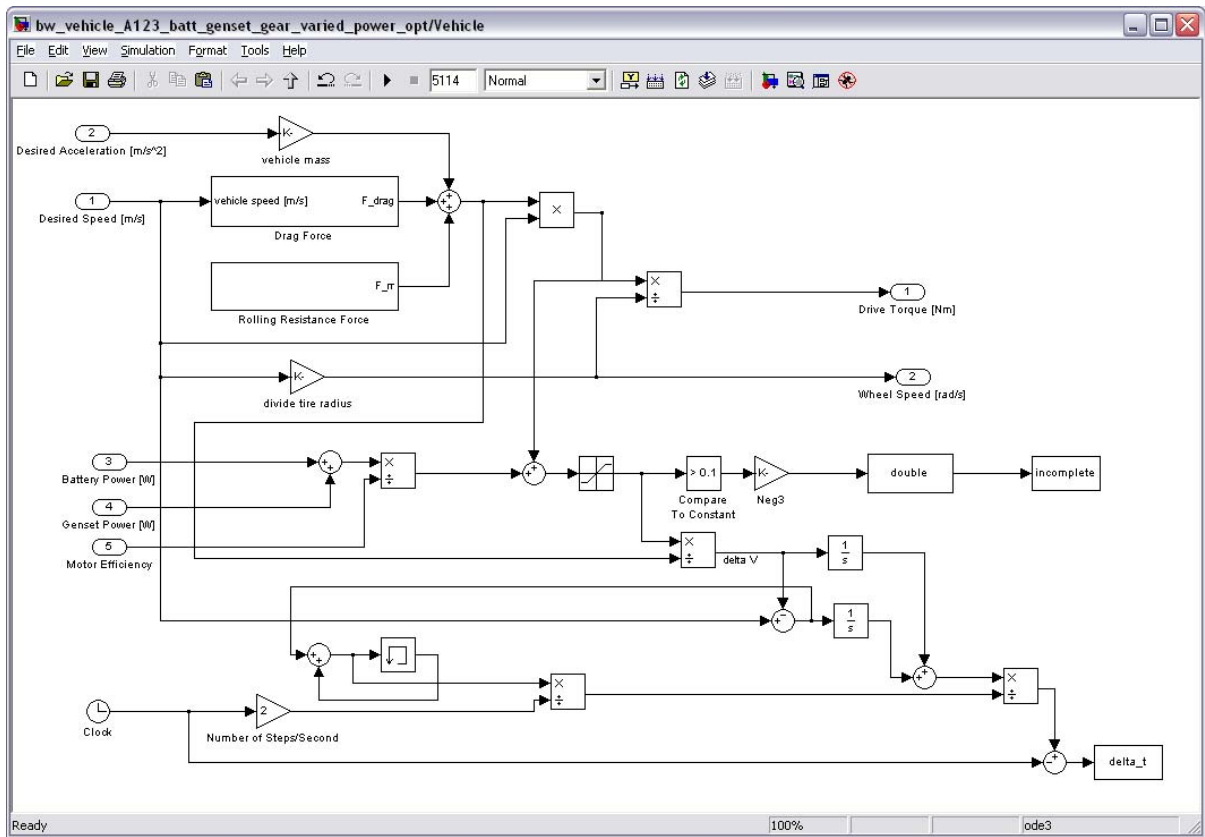 bw_vehicle_A123_batt_genset_gear_varied_power_opt/Vehicle
File Edit View Simulation Format Tools Help
5114 Normal
2
Desired Acceleration [m/s^2]
K-
vehicle mass
1
Desired Speed [m/s]
vehicle speed [m/s] F_drag
Drag Force
+
+
+
×
F_rr
Rolling Resistance Force
×
÷
1
Drive Torque [Nm]
K-
divide tire radius
2
Wheel Speed [rad/s]
3
Battery Power [W]
+
+
×
÷
+
+
> 0.1
Compare
To Constant
K-
Neg3
double
incomplete
4
Genset Power [W]
5
Motor Efficiency
×
÷
delta V
1
s
+
−
1
s
+
+
+
+
×
÷
×
÷
Clock
2
Number of Steps/Second
−
+
delta_t
Ready 100% ode3